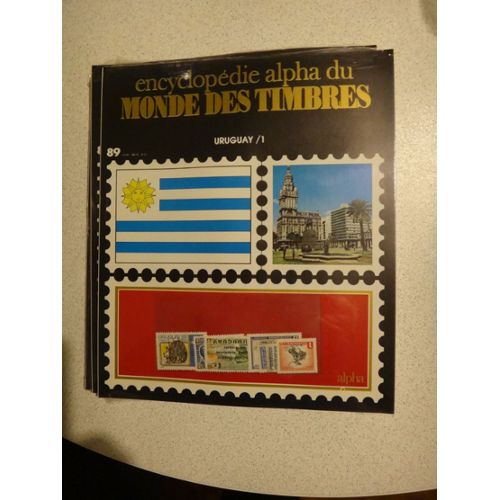 encyclopédie alpha du
MONDE DES TIMBRES
URUGUAY /1
89
alpha